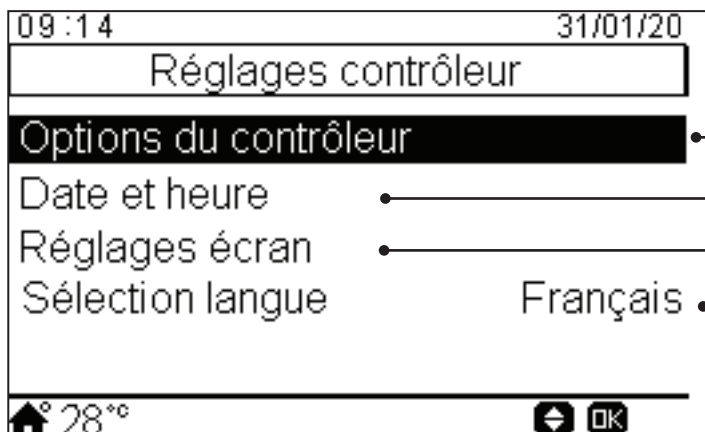 09:14 31/01/20
Réglages contrôleur
Options du contrôleur
Date et heure
Réglages écran
Sélection langue Français
28°C OK